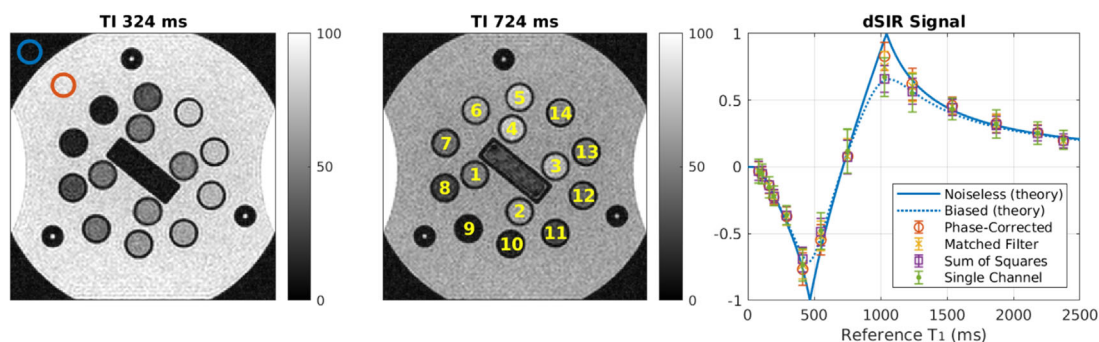 TI 324 ms
100
50
0
TI 724 ms
5
6
14
4
7
13
3
1
8
12
2
9
11
10
100
50
0
dSIR Signal
1
0.5
0
-0.5
-1
Noiseless (theory)
Biased (theory)
Phase-Corrected
Matched Filter
Sum of Squares
Single Channel
0 500 1000 1500 2000 2500
Reference T1 (ms)